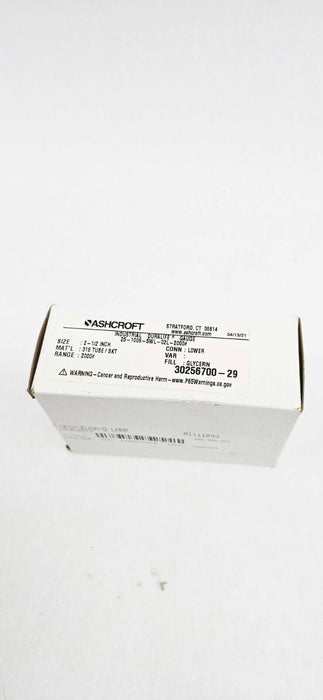 ASHCROFT
STRATFORD, CT 06614
www.ashcroft.com
04/13/21
INDUSTRIAL DURALIFE® GAUGE
25-1009-SWL-02L-2000#
SIZE : 2-1/2 INCH
CONN : LOWER
MAT'L : 316 TUBE/SKT
VAR :
RANGE : 2000#
FILL : GLYCERIN
30256700-29
WARNING-Cancer and Reproductive Harm-www.P65Warnings.ca.gov